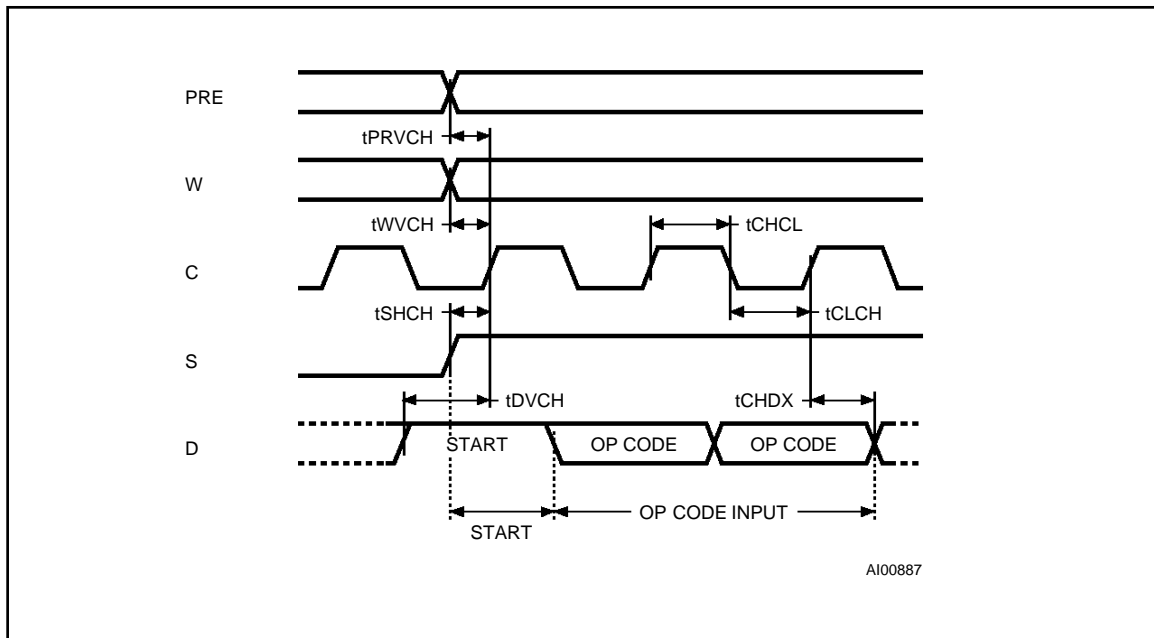 PRE
tPRVCH
W
tWVCH
tCHCL
C
tSHCH
tCLCH
S
tDVCH
tCHDX
D
START
OP CODE
OP CODE
START
OP CODE INPUT
AI00887